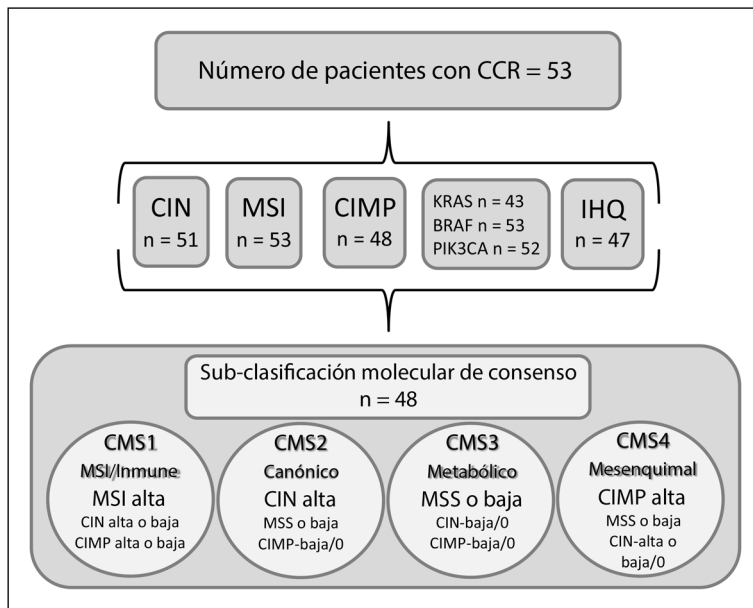 Número de pacientes con CCR = 53
CIN
n = 51
MSI
n = 53
CIMP
n = 48
KRAS n = 43
BRAF n = 53
PIK3CA n = 52
IHQ
n = 47
Sub-clasificación molecular de consenso
n = 48
CMS1
MSI/Inmune
MSI alta
CIN alta o baja
CIMP alta o baja
CMS2
Canónico
CIN alta
MSS o baja
CIMP-baja/0
CMS3
Metabólico
MSS o baja
CIN-baja/0
CIMP-baja/0
CMS4
Mesenquimal
CIMP alta
MSS o baja
CIN-alta o
baja/0